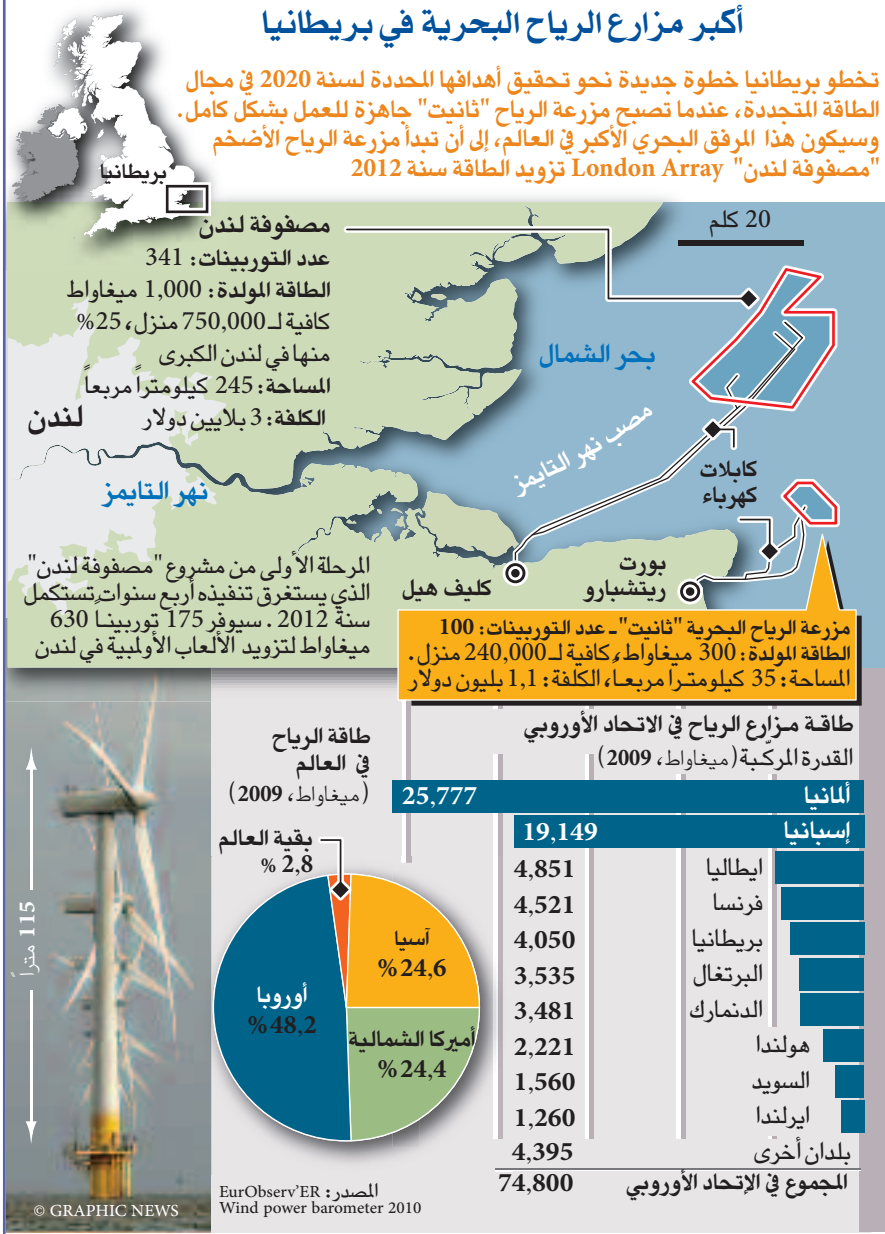 أكبر مزارع الرياح البحرية في بريطانيا
تخطو بريطانيا خطوة جديدة نحو تحقيق أهدافها المحددة لسنة 2020 في مجال
الطاقة المتجددة، عندما تصبح مزرعة الرياح "ثانيت" جاهزة للعمل بشكل كامل.
وسيكون هذا المرفق البحري الأكبر في العالم، إلى أن تبدأ مزرعة الرياح الأضخم
"مصفوفة لندن" London Array تزويد الطاقة سنة 2012
بريطانيا
20 كلم
مصفوفة لندن
عدد التوربينات: 341
الطاقة المولدة: 1,000 ميغاواط
كافية لـ 750,000 منزل، 25%
منها في لندن الكبرى
المساحة: 245 كيلومتراً مربعاً
الكلفة: 3 بلايين دولار
بحر الشمال
لندن
مصب نهر التايمز
نهر التايمز
كابلات
كهرباء
كليف هيل
بورت
ريتشبارو
المرحلة الأولى من مشروع "مصفوفة لندن"
الذي يستغرق تنفيذه أربع سنوات تستكمل
سنة 2012. سيوفر 175 توربيناً 630
ميغاواط لتزويد الألعاب الأولمبية في لندن
مزرعة الرياح البحرية "ثانيت" ـ عدد التوربينات: 100
الطاقة المولدة: 300 ميغاواط، كافية لـ 240,000 منزل.
المساحة: 35 كيلومترا مربعا، الكلفة: 1,1 بليون دولار
طاقة مزارع الرياح في الاتحاد الأوروبي
القدرة المركّبة (ميغاواط، 2009)
ألمانيا 25,777
إسبانيا 19,149
ايطاليا 4,851
فرنسا 4,521
بريطانيا 4,050
البرتغال 3,535
الدنمارك 3,481
هولندا 2,221
السويد 1,560
ايرلندا 1,260
بلدان أخرى 4,395
المجموع في الإتحاد الأوروبي 74,800
طاقة الرياح
في العالم
(ميغاواط، 2009)
بقية العالم
% 2,8
آسيا
% 24,6
أوروبا
% 48,2
أميركا الشمالية
% 24,4
115 متراً
المصدر: EurObserv'ER
Wind power barometer 2010
© GRAPHIC NEWS